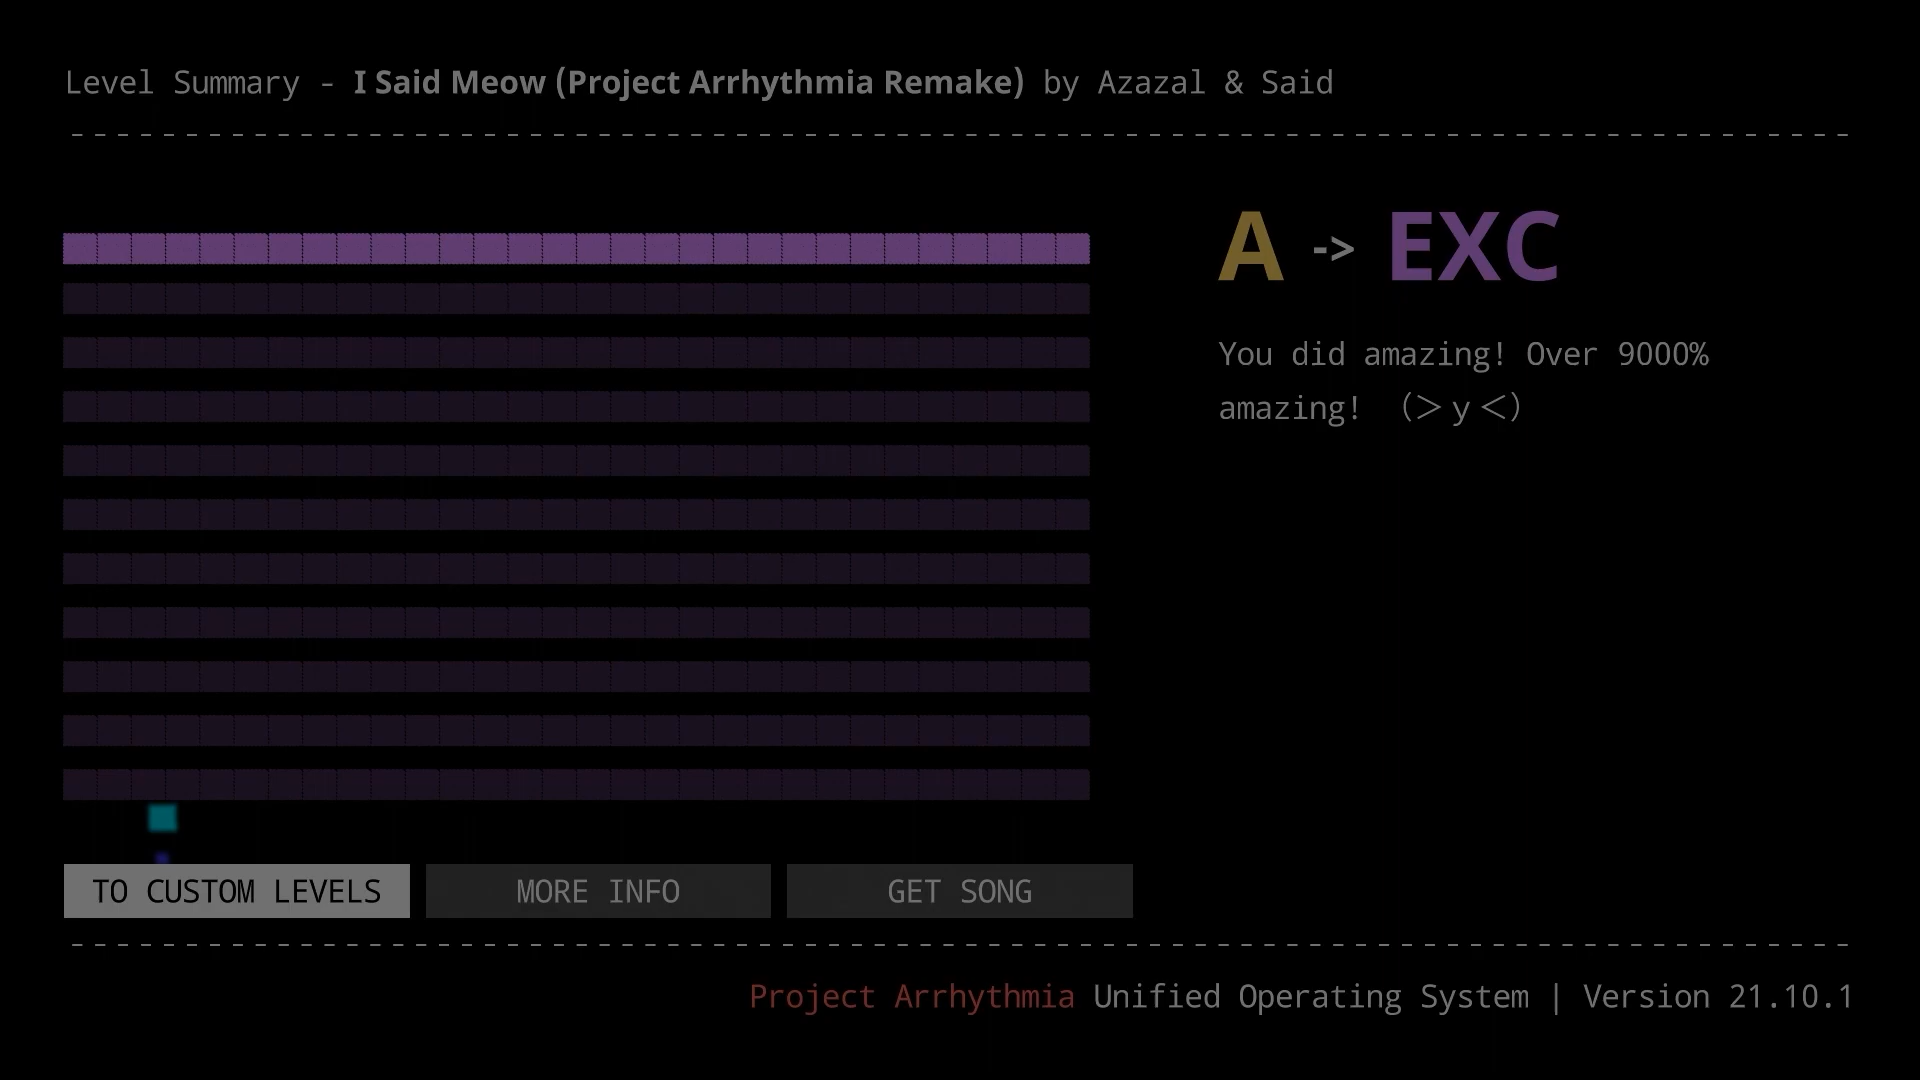 Level Summary - I Said Meow (Project Arrhythmia Remake) by Azazal & Said
A -> EXC
You did amazing! Over 9000%
amazing! (＞y＜)
TO CUSTOM LEVELS
MORE INFO
GET SONG
Project Arrhythmia Unified Operating System | Version 21.10.1